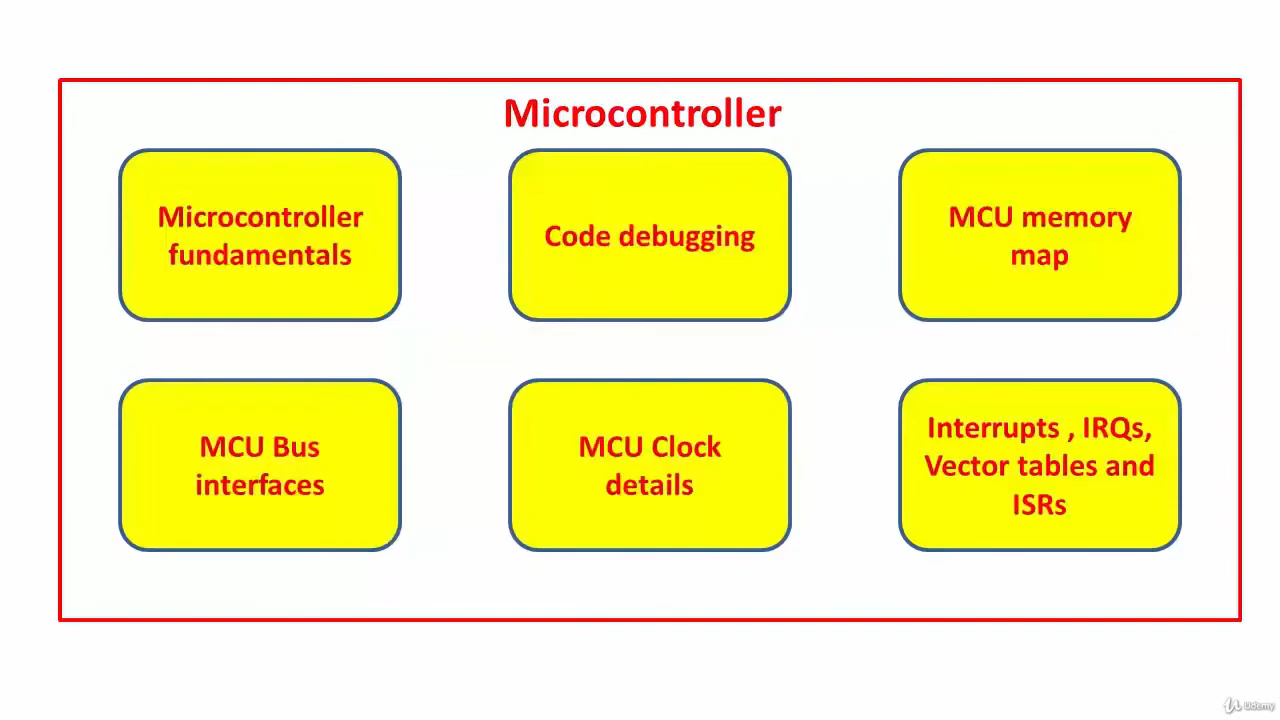 Microcontroller
Microcontroller
fundamentals
Code debugging
MCU memory
map
MCU Bus
interfaces
MCU Clock
details
Interrupts , IRQs,
Vector tables and
ISRs
Udemy